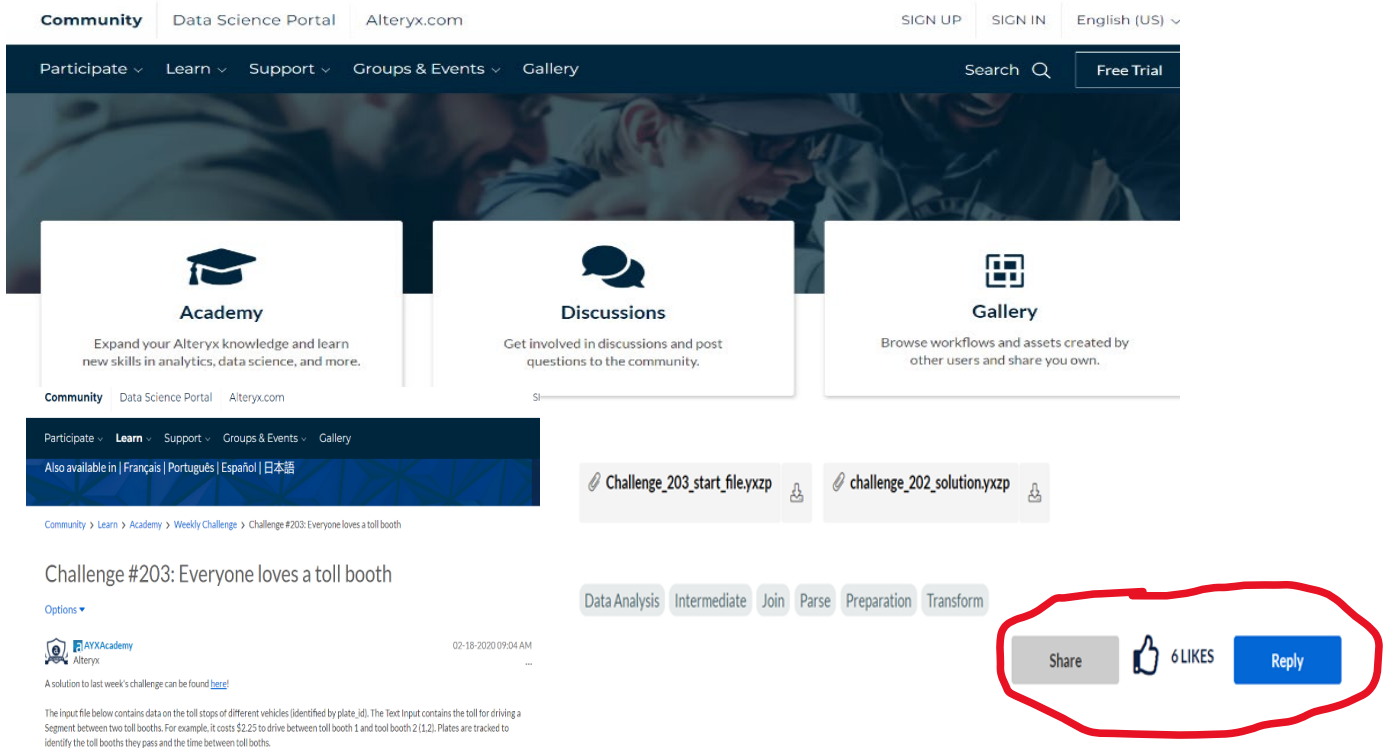 Community Data Science Portal Alteryx.com SIGN UP SIGN IN English (US)
Participate Learn Support Groups & Events Gallery Search Free Trial
Academy
Expand your Alteryx knowledge and learn
new skills in analytics, data science, and more.
Discussions
Get involved in discussions and post
questions to the community.
Gallery
Browse workflows and assets created by
other users and share you own.
Community Data Science Portal Alteryx.com
Participate Learn Support Groups & Events Gallery
Also available in | Français | Português | Español | 日本語
Community > Learn > Academy > Weekly Challenge > Challenge #203: Everyone loves a toll booth
Challenge #203: Everyone loves a toll booth
Options
AYXAcademy 02-18-2020 09:04 AM
Alteryx ...
A solution to last week's challenge can be found here!
The input file below contains data on the toll stops of different vehicles (identified by plate_id). The Text Input contains the toll for driving a
Segment between two toll booths. For example, it costs $2.25 to drive between toll booth 1 and tool booth 2 (1,2). Plates are tracked to
identify the toll booths they pass and the time between toll boths.
Challenge_203_start_file.yxzp challenge_202_solution.yxzp
Data Analysis Intermediate Join Parse Preparation Transform
Share 6 LIKES Reply